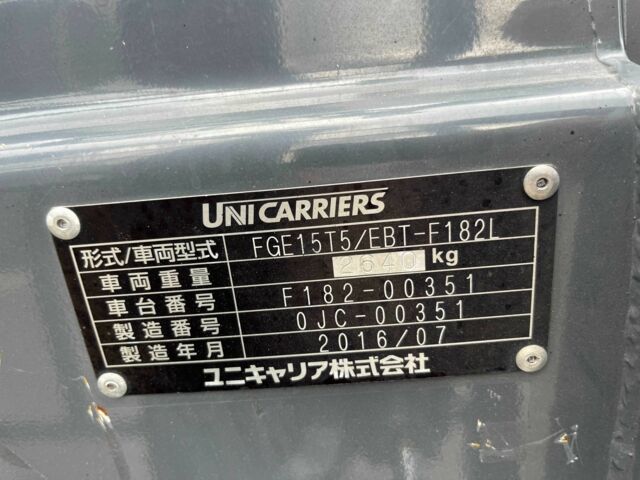 UNICARRIERS
形式/車両型式 FGE15T5/EBT-F182L
車両重量 2640 kg
車台番号 F182-00351
製造番号 0JC-00351
製造年月 2016/07
ユニキャリア株式会社